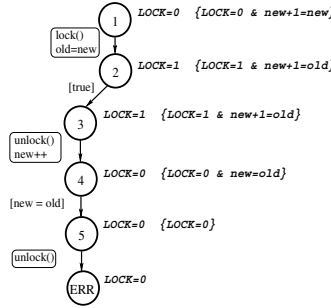 1 LOCK=0 {LOCK=0 & new+1=new}
lock()
old=new
2 LOCK=1 {LOCK=1 & new+1=old}
[true]
3 LOCK=1 {LOCK=1 & new+1=old}
unlock()
new++
4 LOCK=0 {LOCK=0 & new=old}
[new = old]
5 LOCK=0 {LOCK=0}
unlock()
ERR LOCK=0